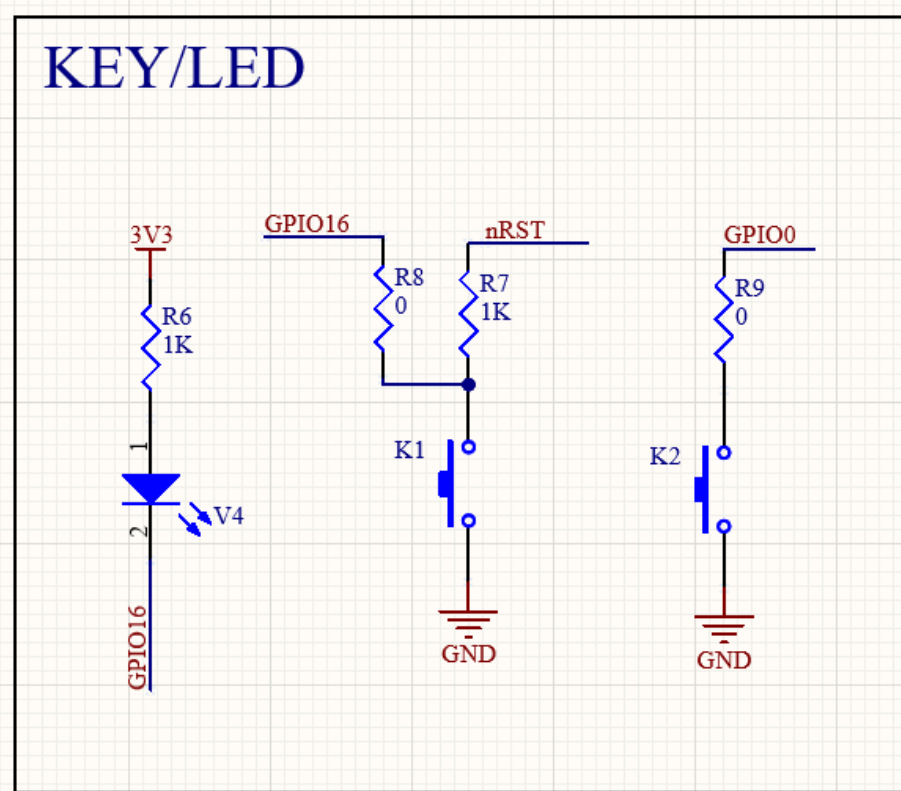 KEY/LED
3V3
R6
1K
1
V4
2
GPIO16
GPIO16
R8
0
nRST
R7
1K
K1
GND
GPIO0
R9
0
K2
GND